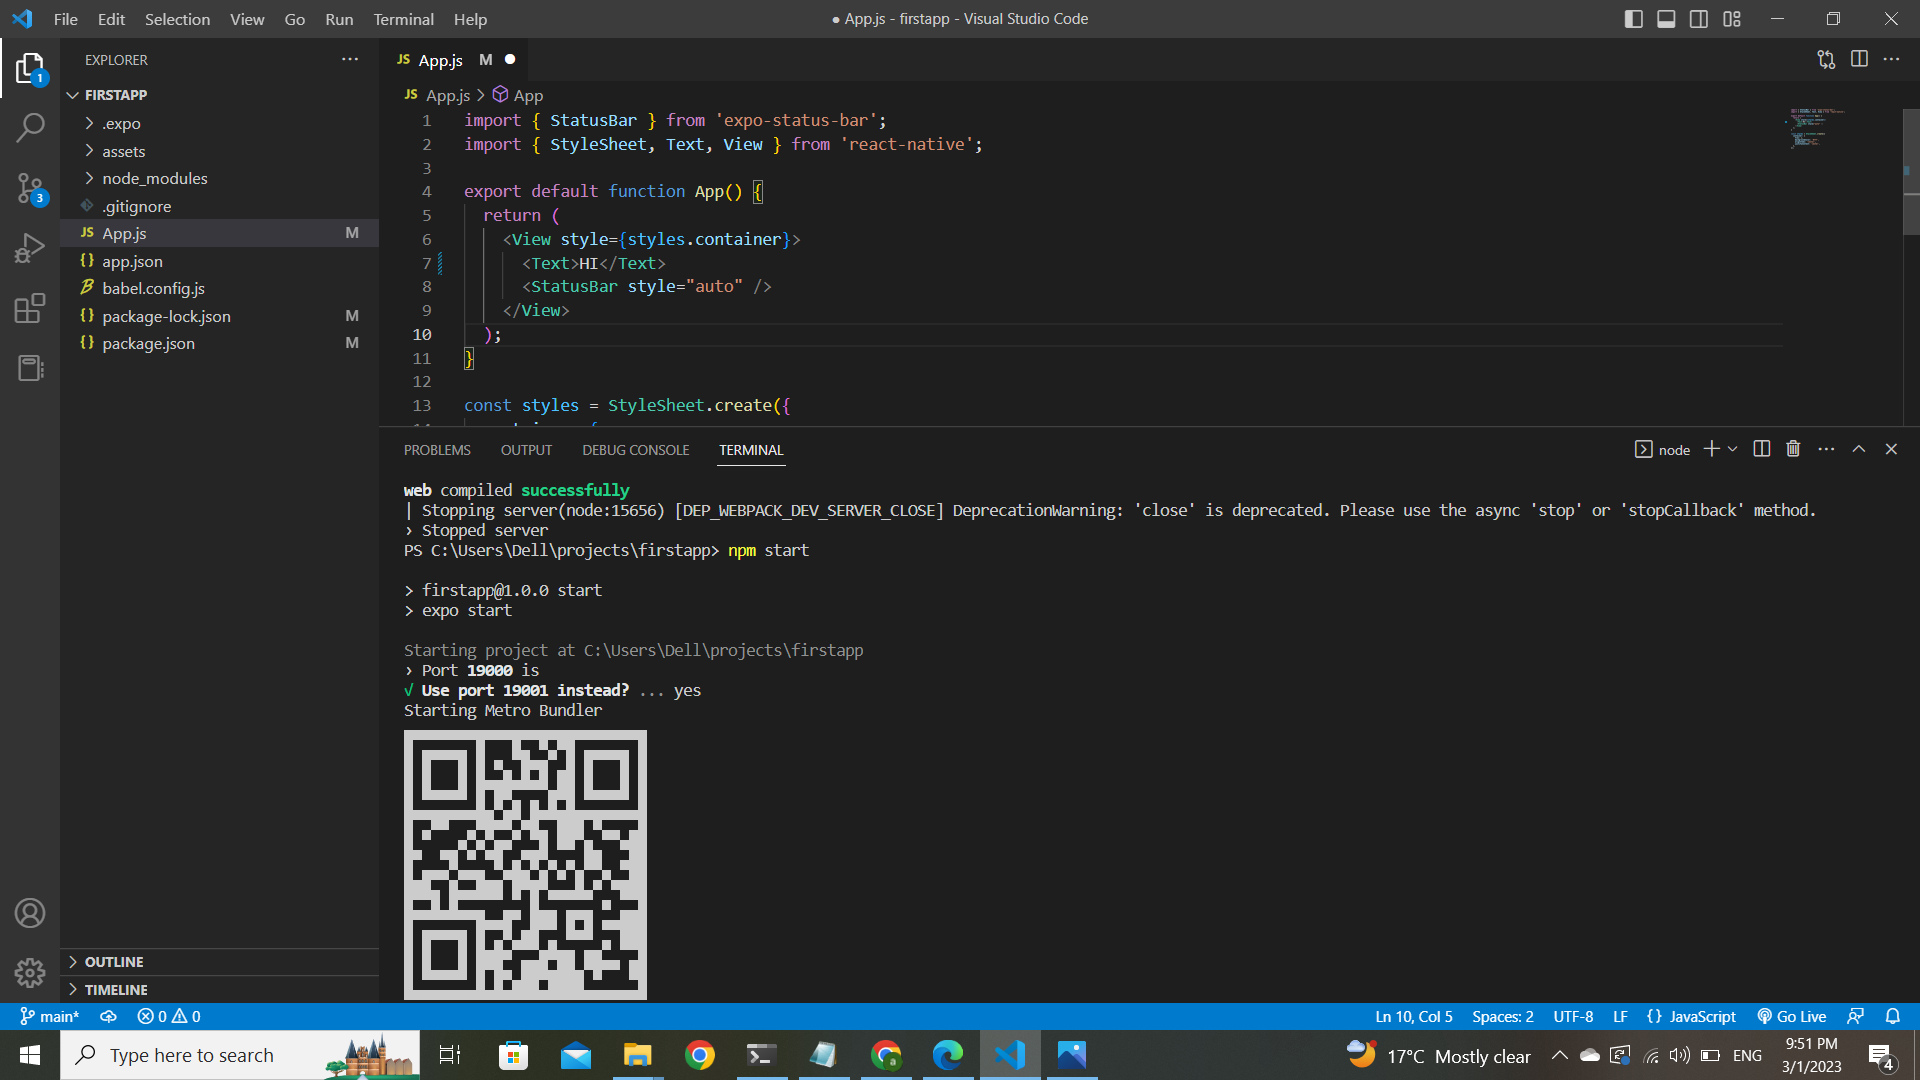 File Edit Selection View Go Run Terminal Help
● App.js - firstapp - Visual Studio Code
EXPLORER
FIRSTAPP
.expo
assets
node_modules
.gitignore
JS App.js M
{} app.json
babel.config.js
{} package-lock.json M
{} package.json M
OUTLINE
TIMELINE
1
3
JS App.js M ●
JS App.js > App
1 import { StatusBar } from 'expo-status-bar';
2 import { StyleSheet, Text, View } from 'react-native';
3
4 export default function App() {
5 return (
6 <View style={styles.container}>
7 <Text>HI</Text>
8 <StatusBar style="auto" />
9 </View>
10 );
11 }
12
13 const styles = StyleSheet.create({
PROBLEMS OUTPUT DEBUG CONSOLE TERMINAL
node
web compiled successfully
| Stopping server(node:15656) [DEP_WEBPACK_DEV_SERVER_CLOSE] DeprecationWarning: 'close' is deprecated. Please use the async 'stop' or 'stopCallback' method.
› Stopped server
PS C:\Users\Dell\projects\firstapp> npm start
> firstapp@1.0.0 start
> expo start
Starting project at C:\Users\Dell\projects\firstapp
› Port 19000 is
√ Use port 19001 instead? ... yes
Starting Metro Bundler
main* 0 0
Ln 10, Col 5 Spaces: 2 UTF-8 LF {} JavaScript Go Live
Type here to search
17°C Mostly clear
ENG
9:51 PM
3/1/2023
4